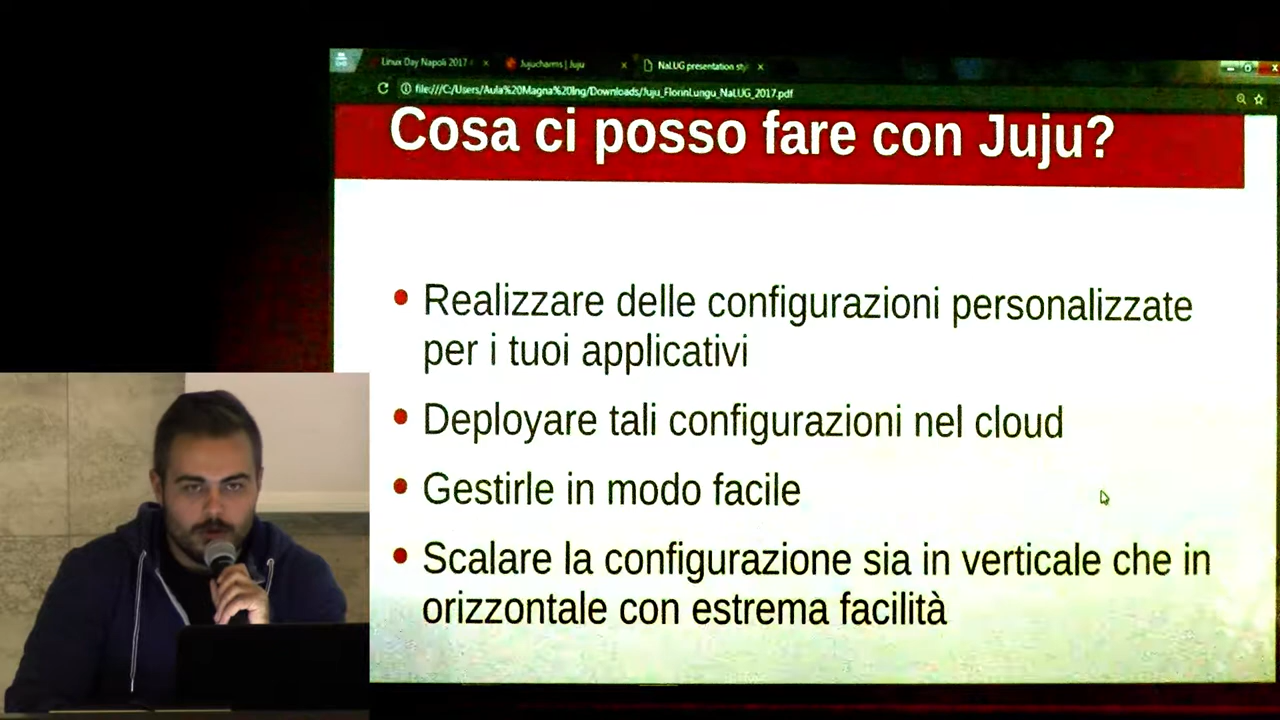 Linux Day Napoli 2017
Jujucharms | Juju
NaLUG presentation sty
file:///C:/Users/Aula%20Magna%20Ing/Downloads/Juju_FlorinLungu_NaLUG_2017.pdf
Cosa ci posso fare con Juju?
Realizzare delle configurazioni personalizzate
per i tuoi applicativi
Deployare tali configurazioni nel cloud
Gestirle in modo facile
Scalare la configurazione sia in verticale che in
orizzontale con estrema facilità